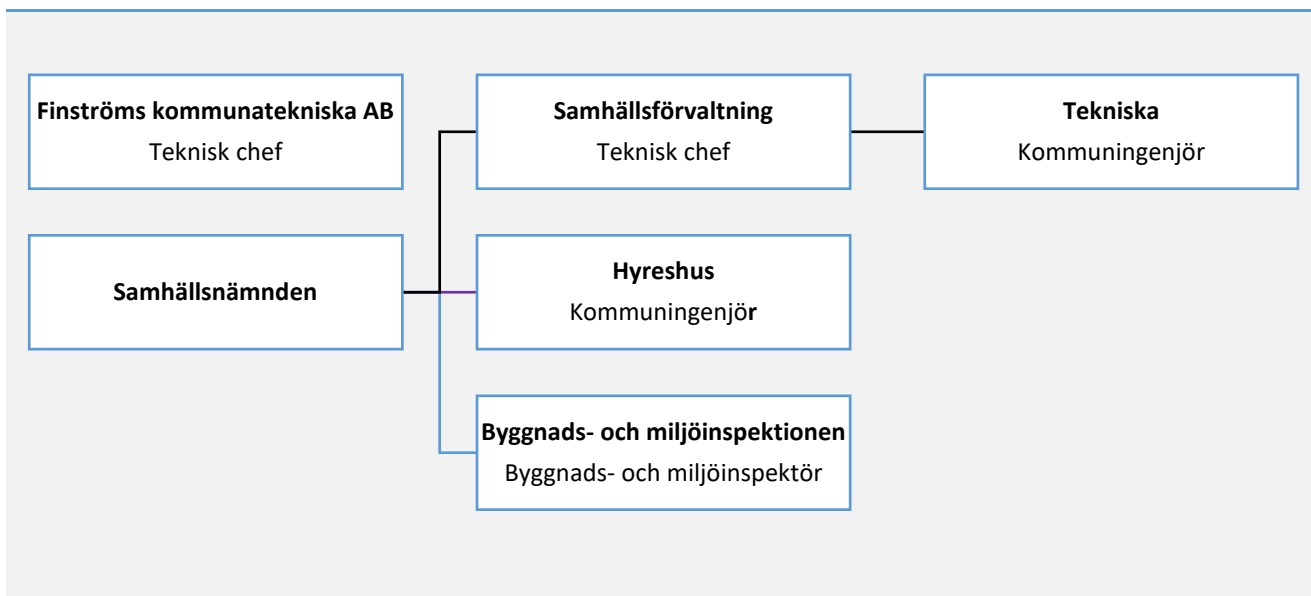 Finströms kommunatekniska AB
Teknisk chef
Samhällsförvaltning
Teknisk chef
Tekniska
Kommuningenjör
Samhällsnämnden
Hyreshus
Kommuningenjör
Byggnads- och miljöinspektionen
Byggnads- och miljöinspektör